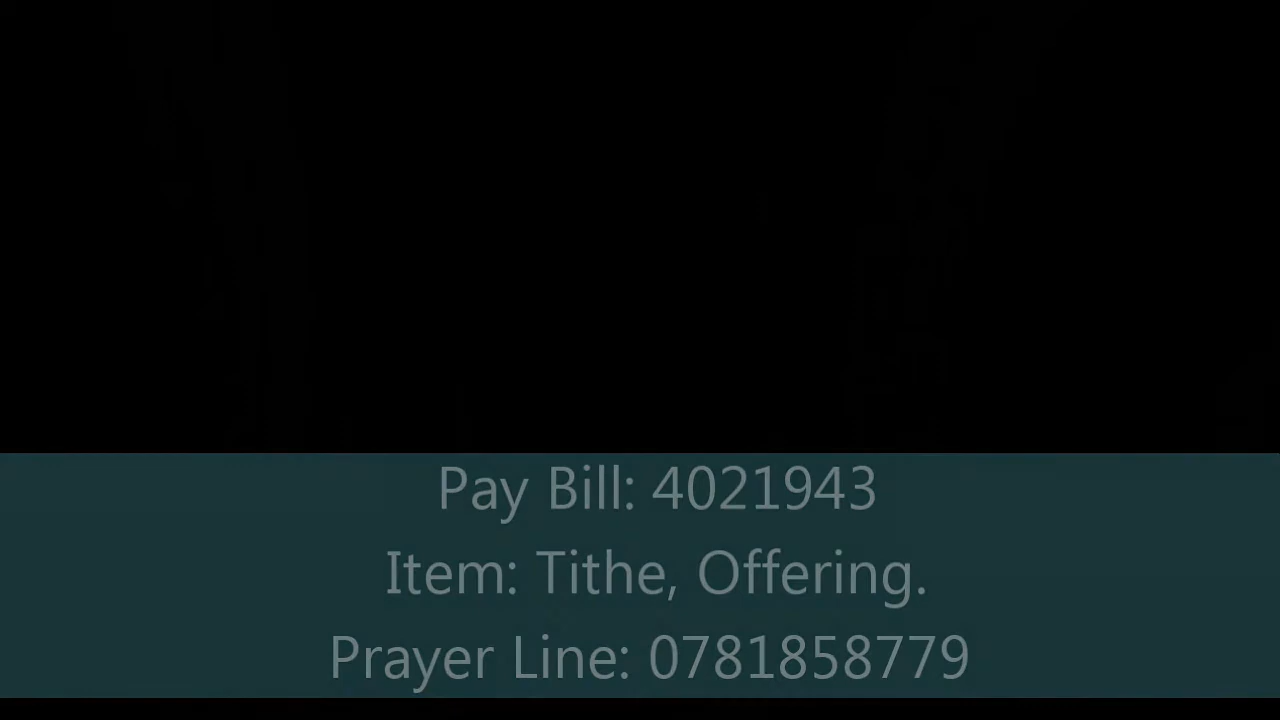 Pay Bill: 4021943
Item: Tithe, Offering.
Prayer Line: 0781858779